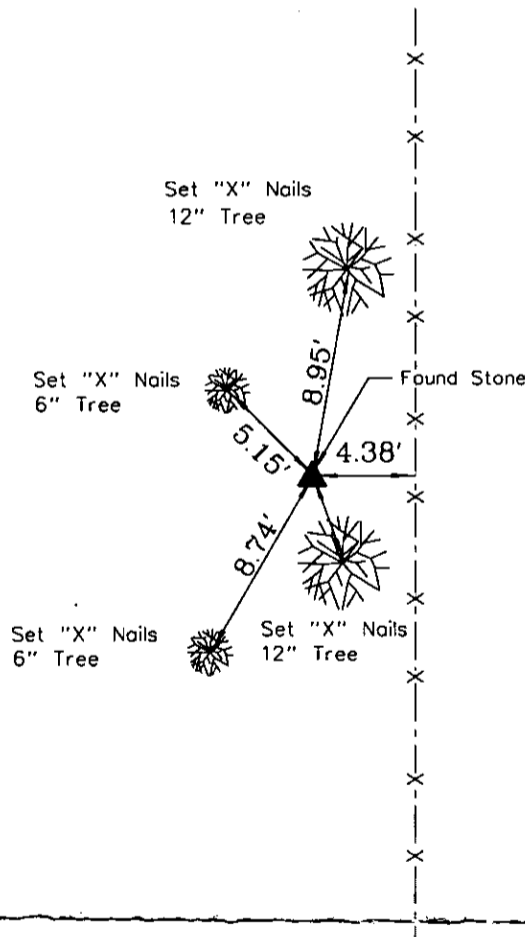 Set "X" Nails
12" Tree
8.95'
Set "X" Nails
6" Tree
Found Stone
5.15'
4.38'
8.74'
Set "X" Nails
6" Tree
Set "X" Nails
12" Tree